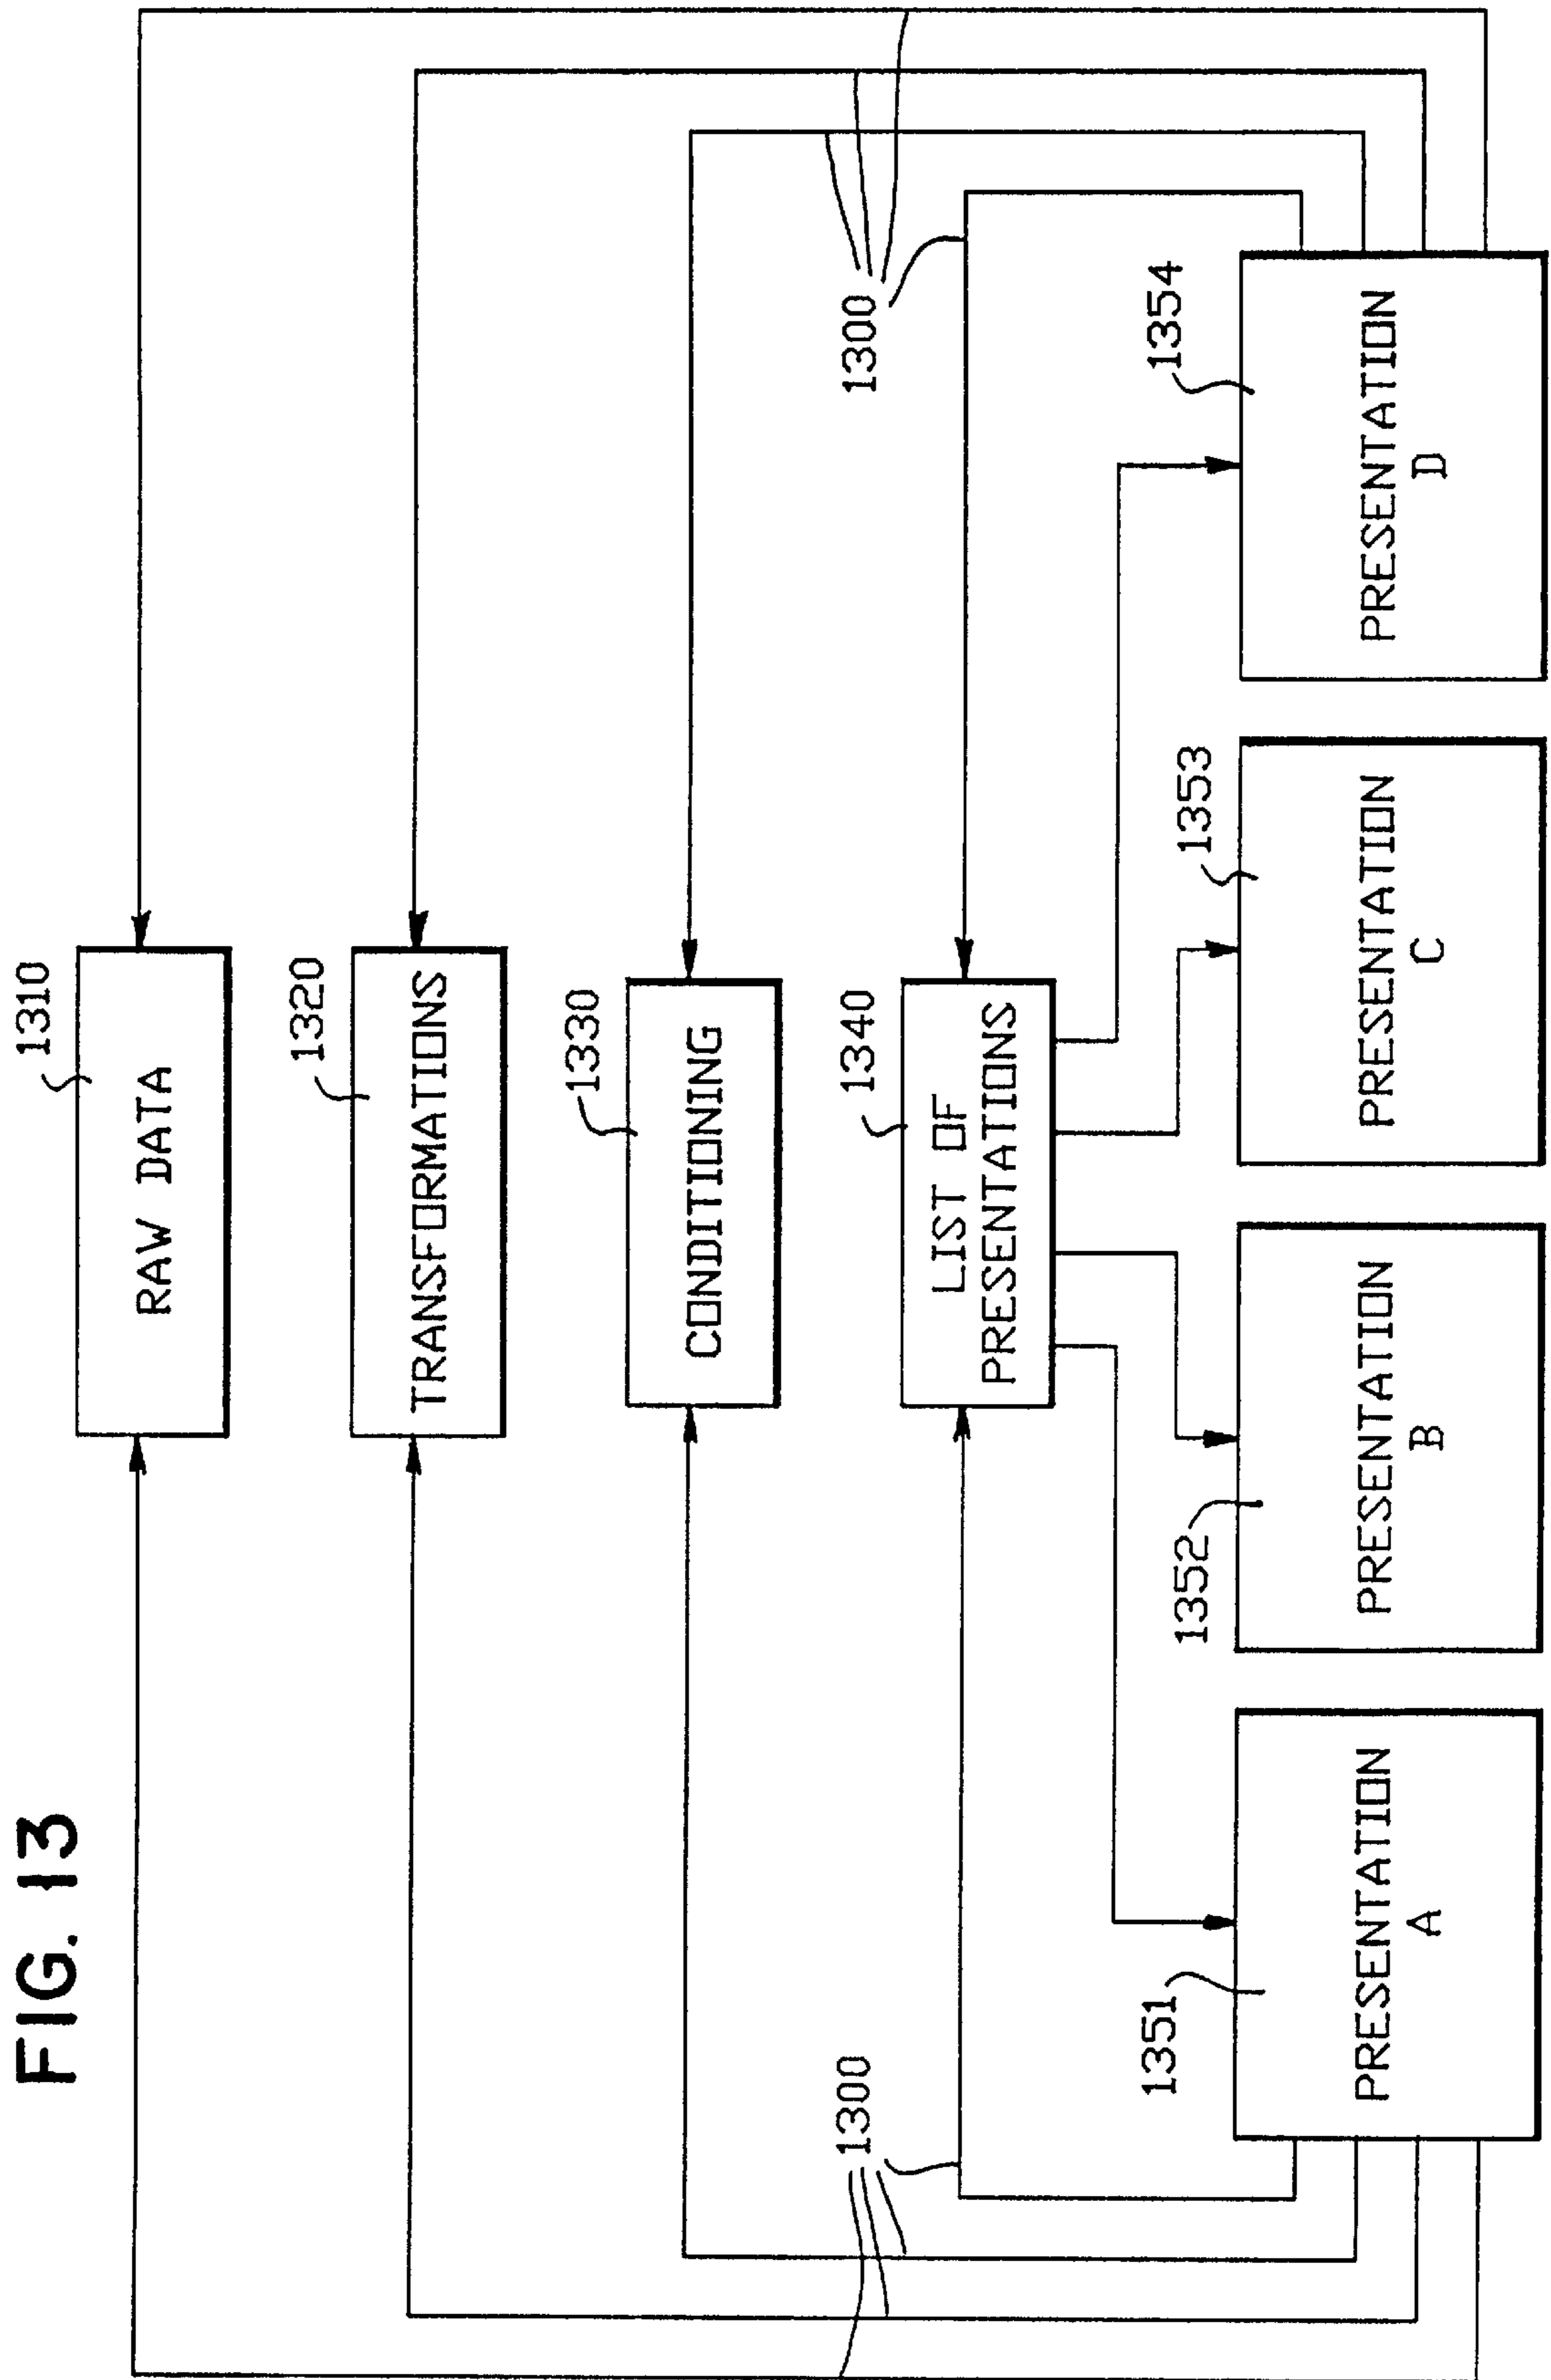 FIG. 13
1310
RAW DATA
1320
TRANSFORMATIONS
1330
CONDITIONING
1340
LIST OF
PRESENTATIONS
1300
1300
1351
PRESENTATION
A
1352
PRESENTATION
B
1353
PRESENTATION
C
1354
PRESENTATION
D